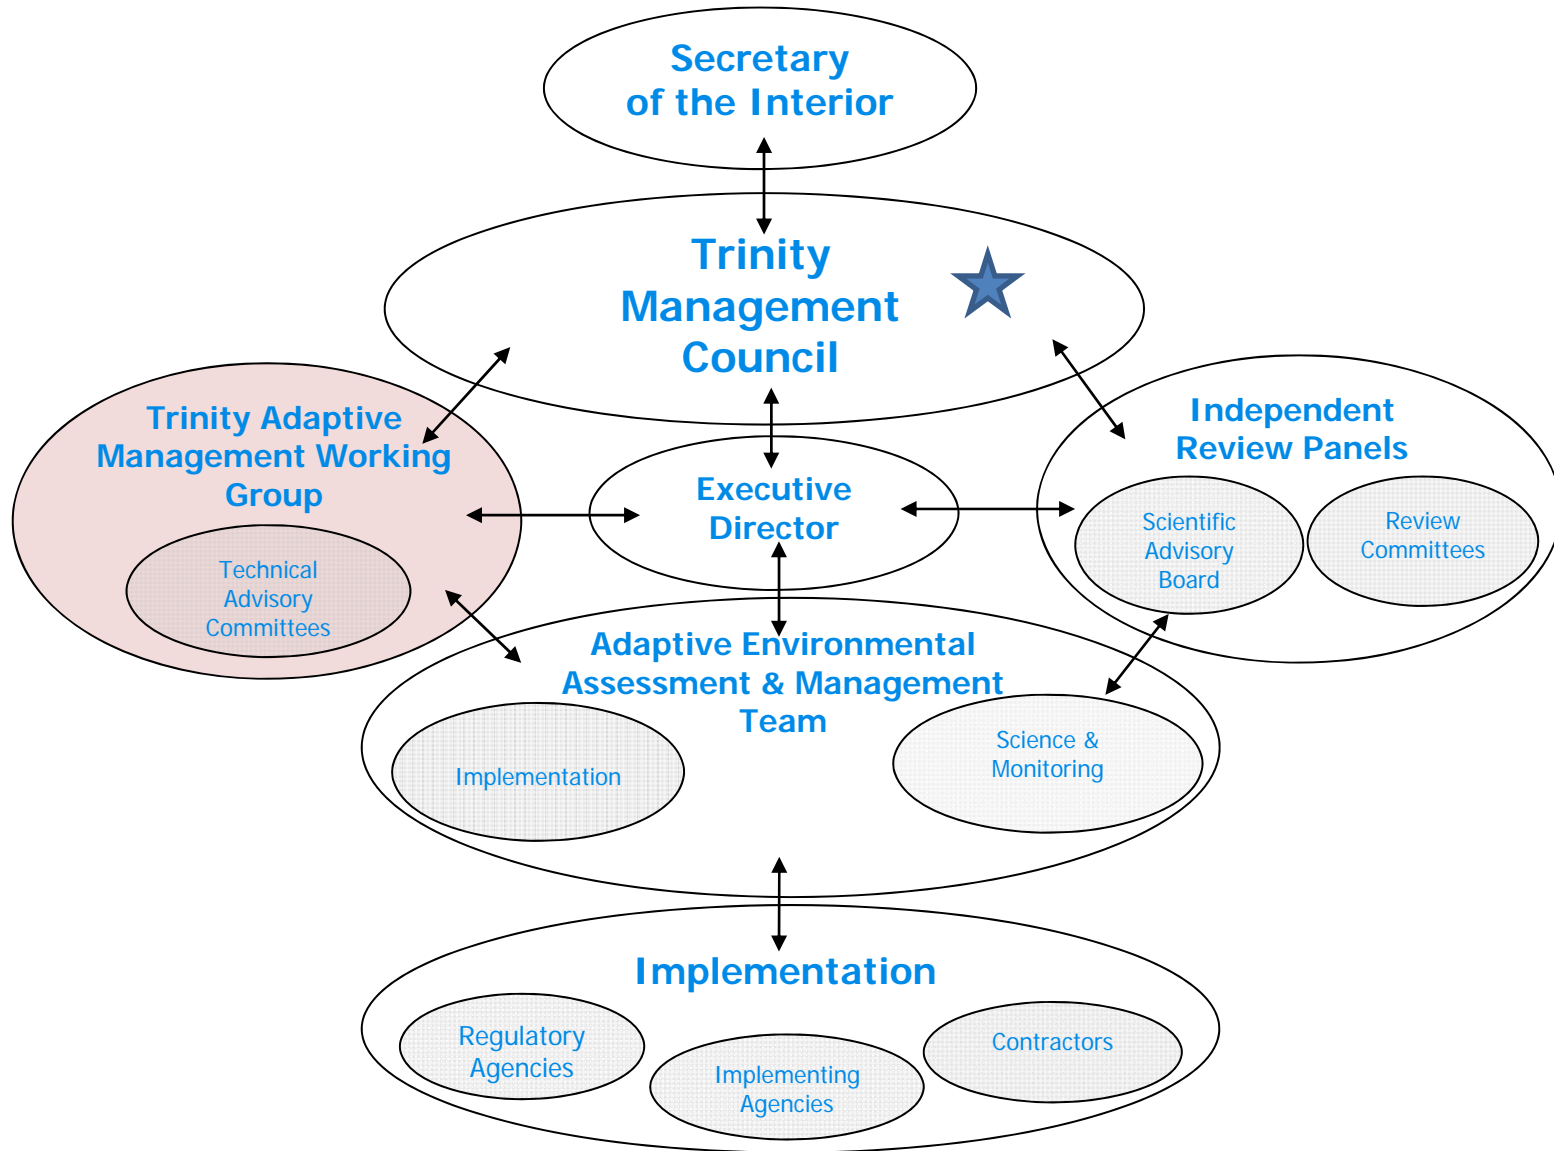 Secretary
of the Interior
Trinity
Management
Council
Trinity Adaptive
Management Working
Group
Technical
Advisory
Committees
Executive
Director
Independent
Review Panels
Scientific
Advisory
Board
Review
Committees
Adaptive Environmental
Assessment & Management
Team
Implementation
Science &
Monitoring
Implementation
Regulatory
Agencies
Implementing
Agencies
Contractors